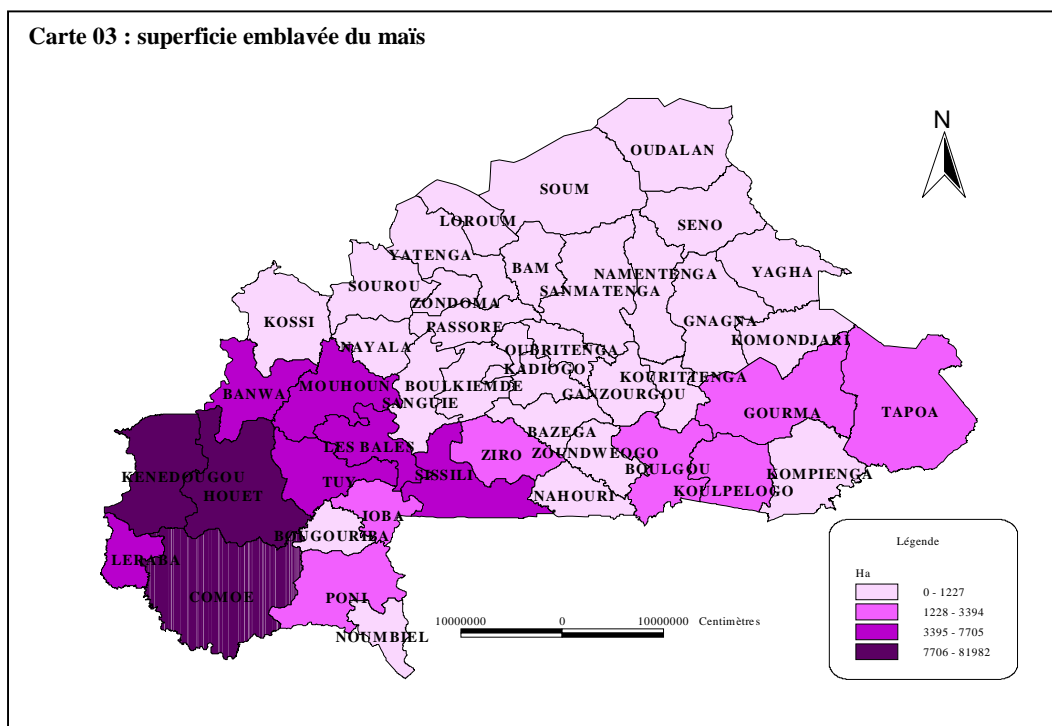 Carte 03 : superficie emblavée du maïs
N
OUDALAN
SOUM
SENO
LOROUM
YATENGA
BAM
NAMENTENGA
YAGHA
SOUROU
SANMATENGA
ZONDOMA
KOSSI
GNAGNA
PASSORE
KOMONDJARI
NAYALA
OUBRITENGA
KADIOGO
KOURITTENGA
MOUHOUN
BOULKIEMDE
BANWA
GANZOURGOU
SANGUIE
GOURMA
TAPOA
BAZEGA
LES BALES
ZOUNDWEOGO
ZIRO
BOULGOU
KOMPIENGA
KENEDOUGOU
SISSILI
TUY
KOULPELOGO
HOUET
NAHOURI
IOBA
BOUGOURIBA
LERABA
COMOE
PONI
NOUMBIEL
10000000 0 10000000 Centimètres
Légende
Ha
0 - 1227
1228 - 3394
3395 - 7705
7706 - 81982